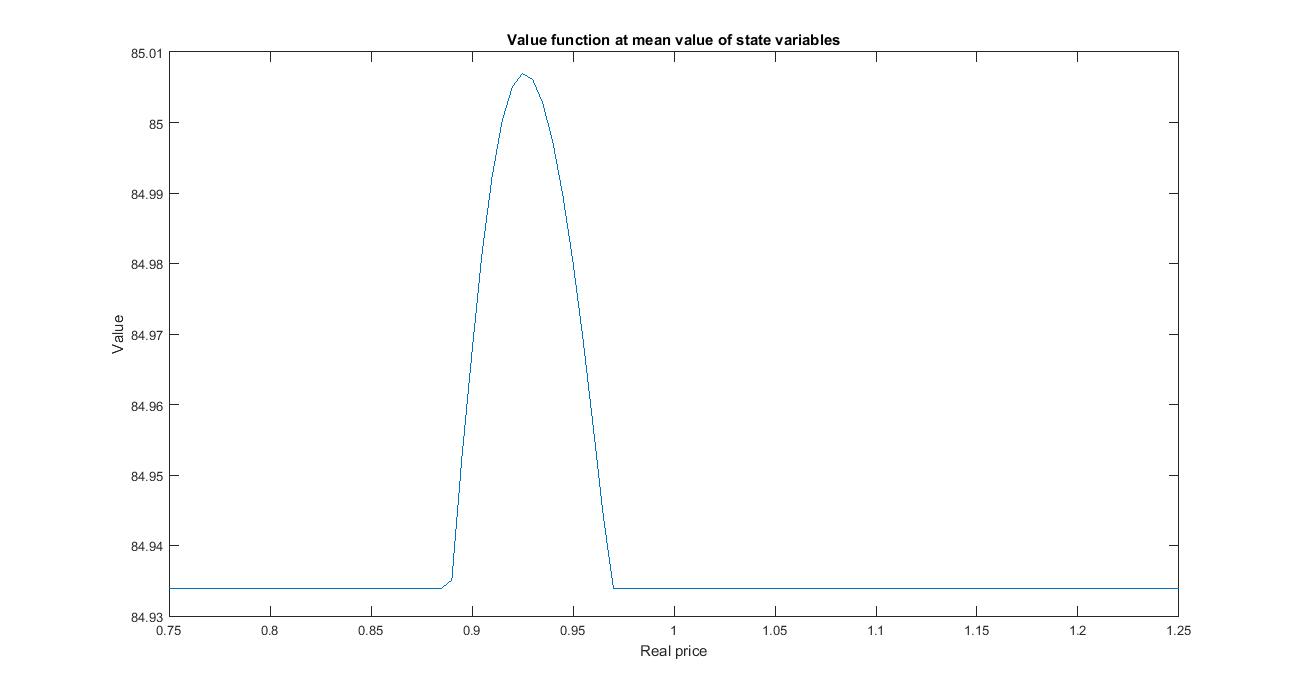 Value function at mean value of state variables
85.01
85
84.99
84.98
84.97
84.96
84.95
84.94
84.93
Value
0.75 0.8 0.85 0.9 0.95 1 1.05 1.1 1.15 1.2 1.25
Real price